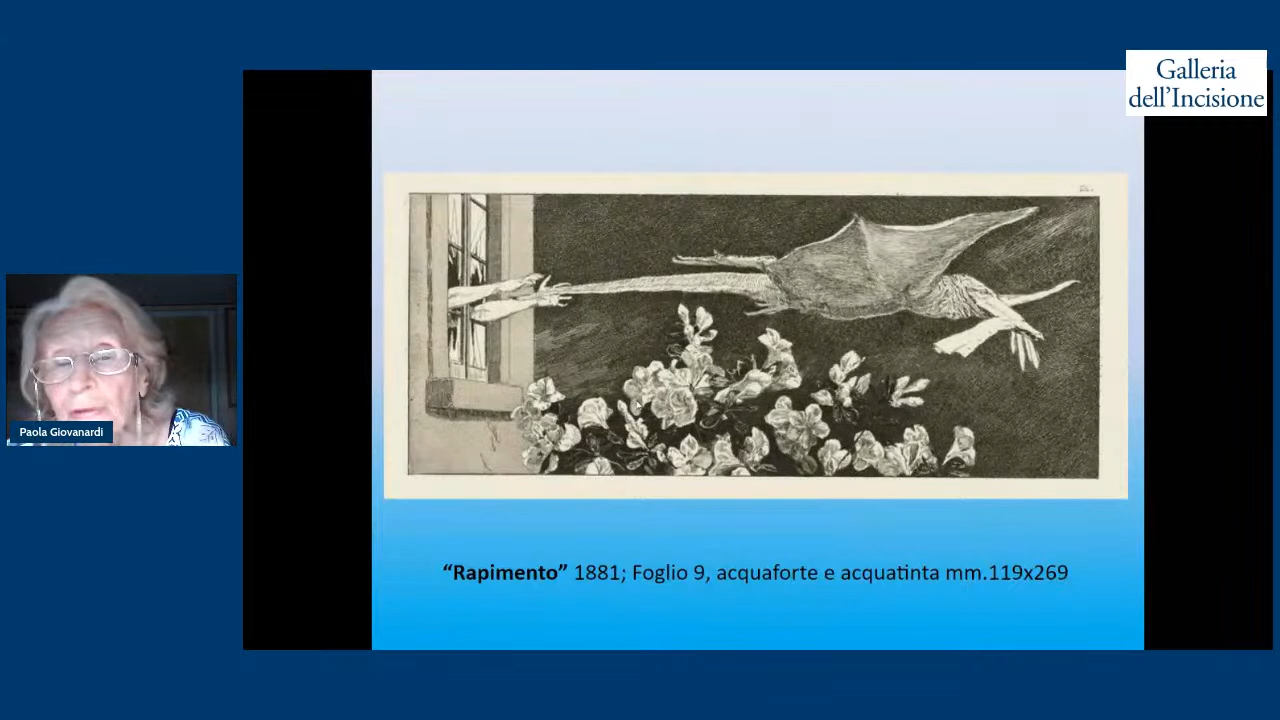 Galleria
dell'Incisione
Paola Giovanardi
“Rapimento” 1881; Foglio 9, acquaforte e acquatinta mm.119x269